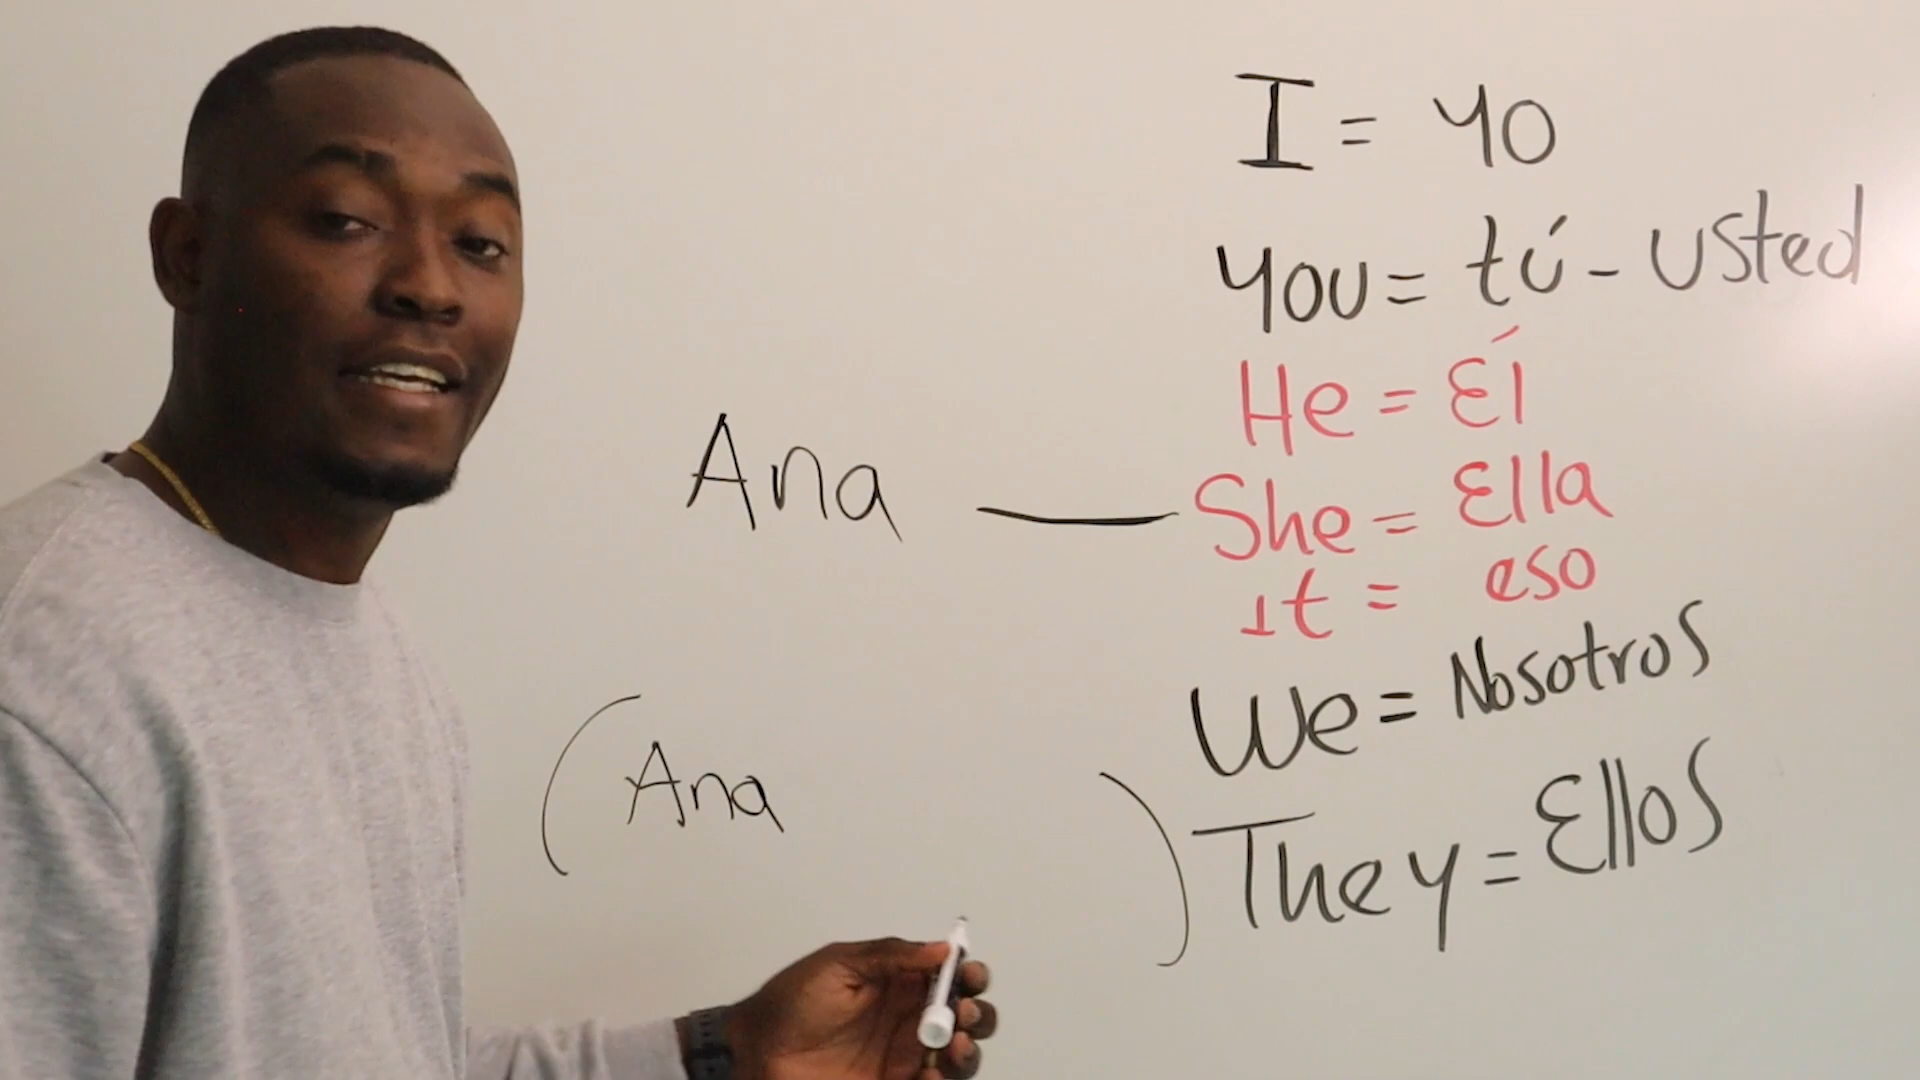 I = yo
you = tú - usted
He = Él
Ana — She = Ella
It = eso
We = Nosotros
(Ana )
They = Ellos